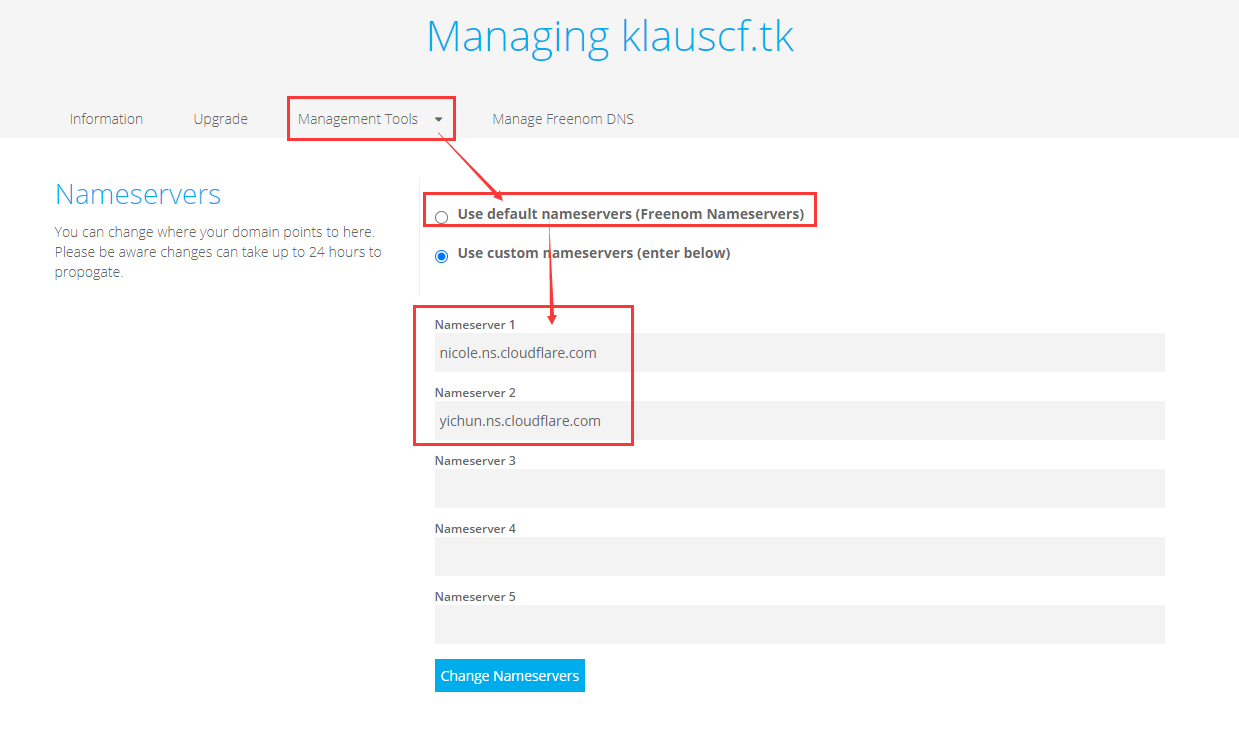 Managing klauscf.tk
Information Upgrade Management Tools Manage Freenom DNS
Nameservers
You can change where your domain points to here.
Please be aware changes can take up to 24 hours to
propogate.
Use default nameservers (Freenom Nameservers)
Use custom nameservers (enter below)
Nameserver 1
nicole.ns.cloudflare.com
Nameserver 2
yichun.ns.cloudflare.com
Nameserver 3
Nameserver 4
Nameserver 5
Change Nameservers